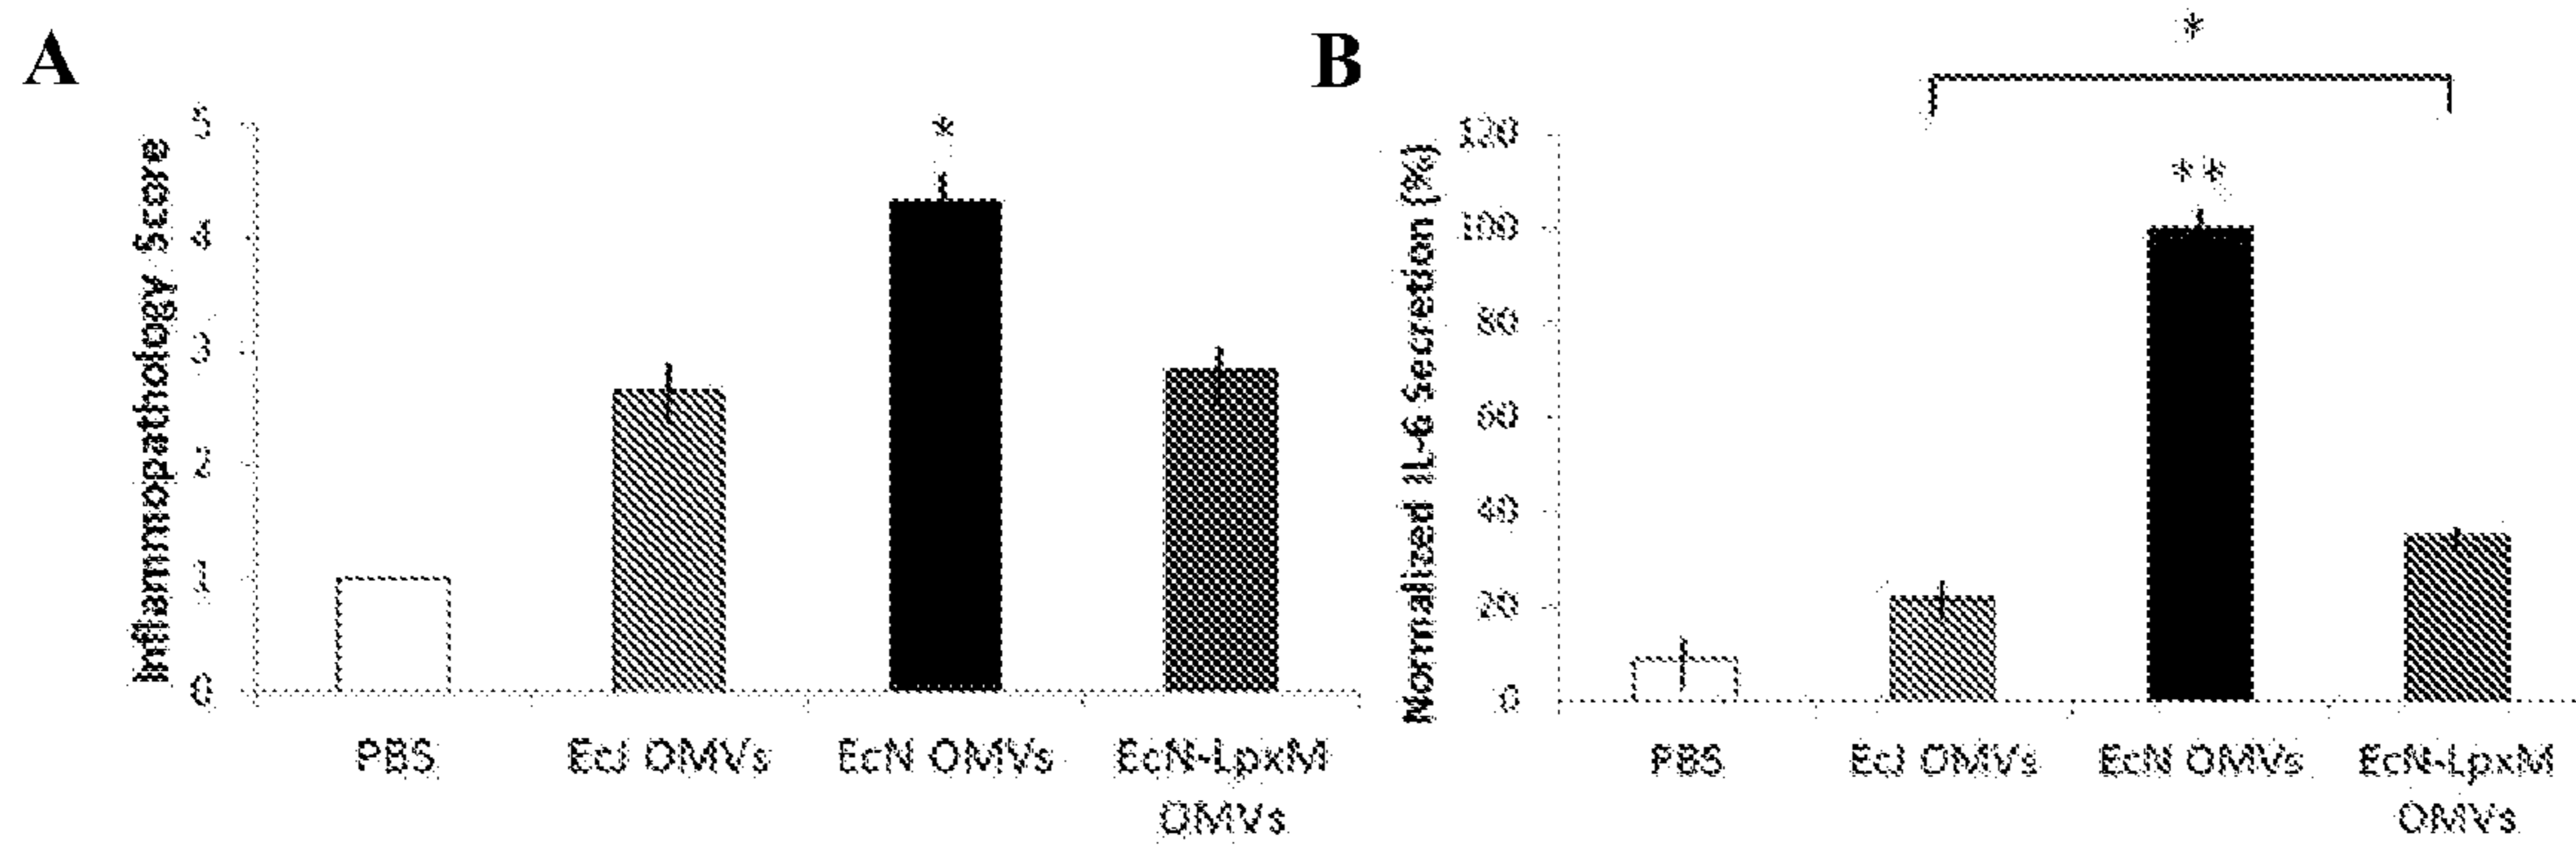 A
Inflammopathology Score
5
4
3
2
1
0
*
PBS
EcJ OMVs
EcN OMVs
EcN-LpxM
OMVs
B
Normalized IL-6 Secretion (%)
120
100
80
60
40
20
0
*
**
PBS
EcJ OMVs
EcN OMVs
EcN-LpxM
OMVs